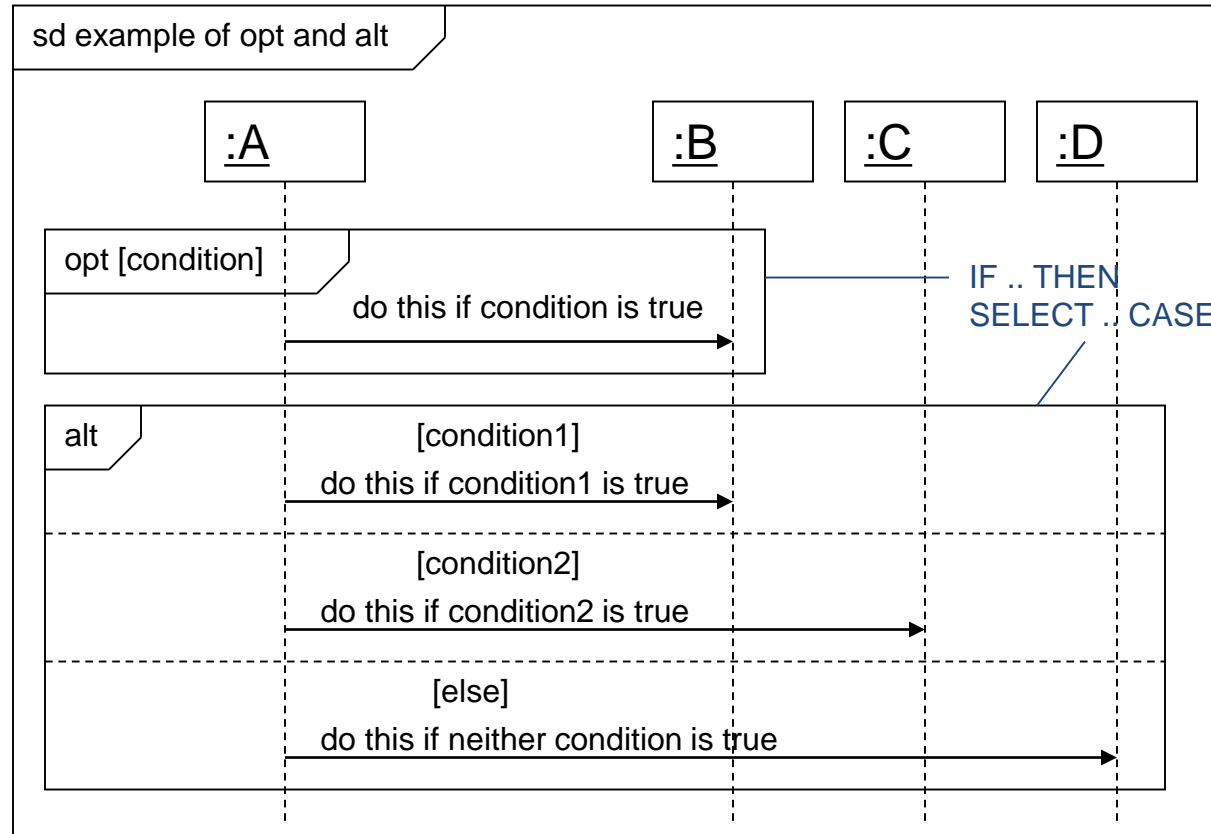 sd example of opt and alt
:A
:B
:C
:D
opt [condition]
do this if condition is true
IF .. THEN
SELECT .. CASE
alt
[condition1]
do this if condition1 is true
[condition2]
do this if condition2 is true
[else]
do this if neither condition is true